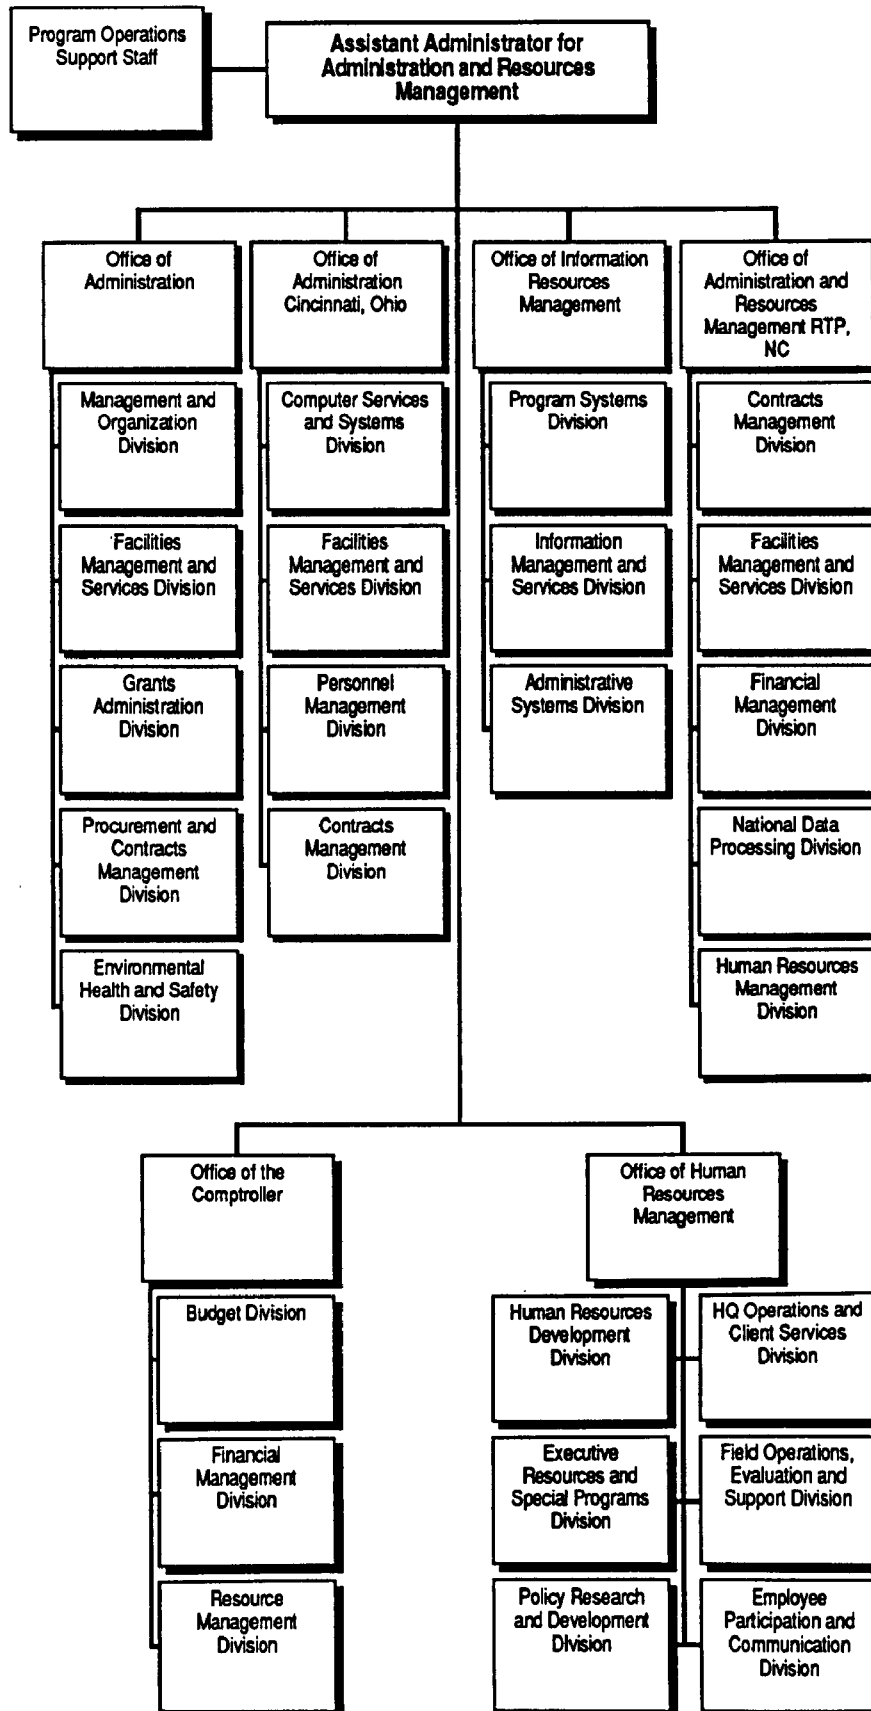 Program Operations
Support Staff
Assistant Administrator for
Administration and Resources
Management
Office of
Administration
Office of
Administration
Cincinnati, Ohio
Office of Information
Resources
Management
Office of
Administration and
Resources
Management RTP,
NC
Management and
Organization
Division
Computer Services
and Systems
Division
Program Systems
Division
Contracts
Management
Division
Facilities
Management and
Services Division
Facilities
Management and
Services Division
Information
Management and
Services Division
Facilities
Management and
Services Division
Grants
Administration
Division
Personnel
Management
Division
Administrative
Systems Division
Financial
Management
Division
Procurement and
Contracts
Management
Division
Contracts
Management
Division
National Data
Processing Division
Environmental
Health and Safety
Division
Human Resources
Management
Division
Office of the
Comptroller
Office of Human
Resources
Management
Budget Division
Human Resources
Development
Division
HQ Operations and
Client Services
Division
Financial
Management
Division
Executive
Resources and
Special Programs
Division
Field Operations,
Evaluation and
Support Division
Resource
Management
Division
Policy Research
and Development
Division
Employee
Participation and
Communication
Division